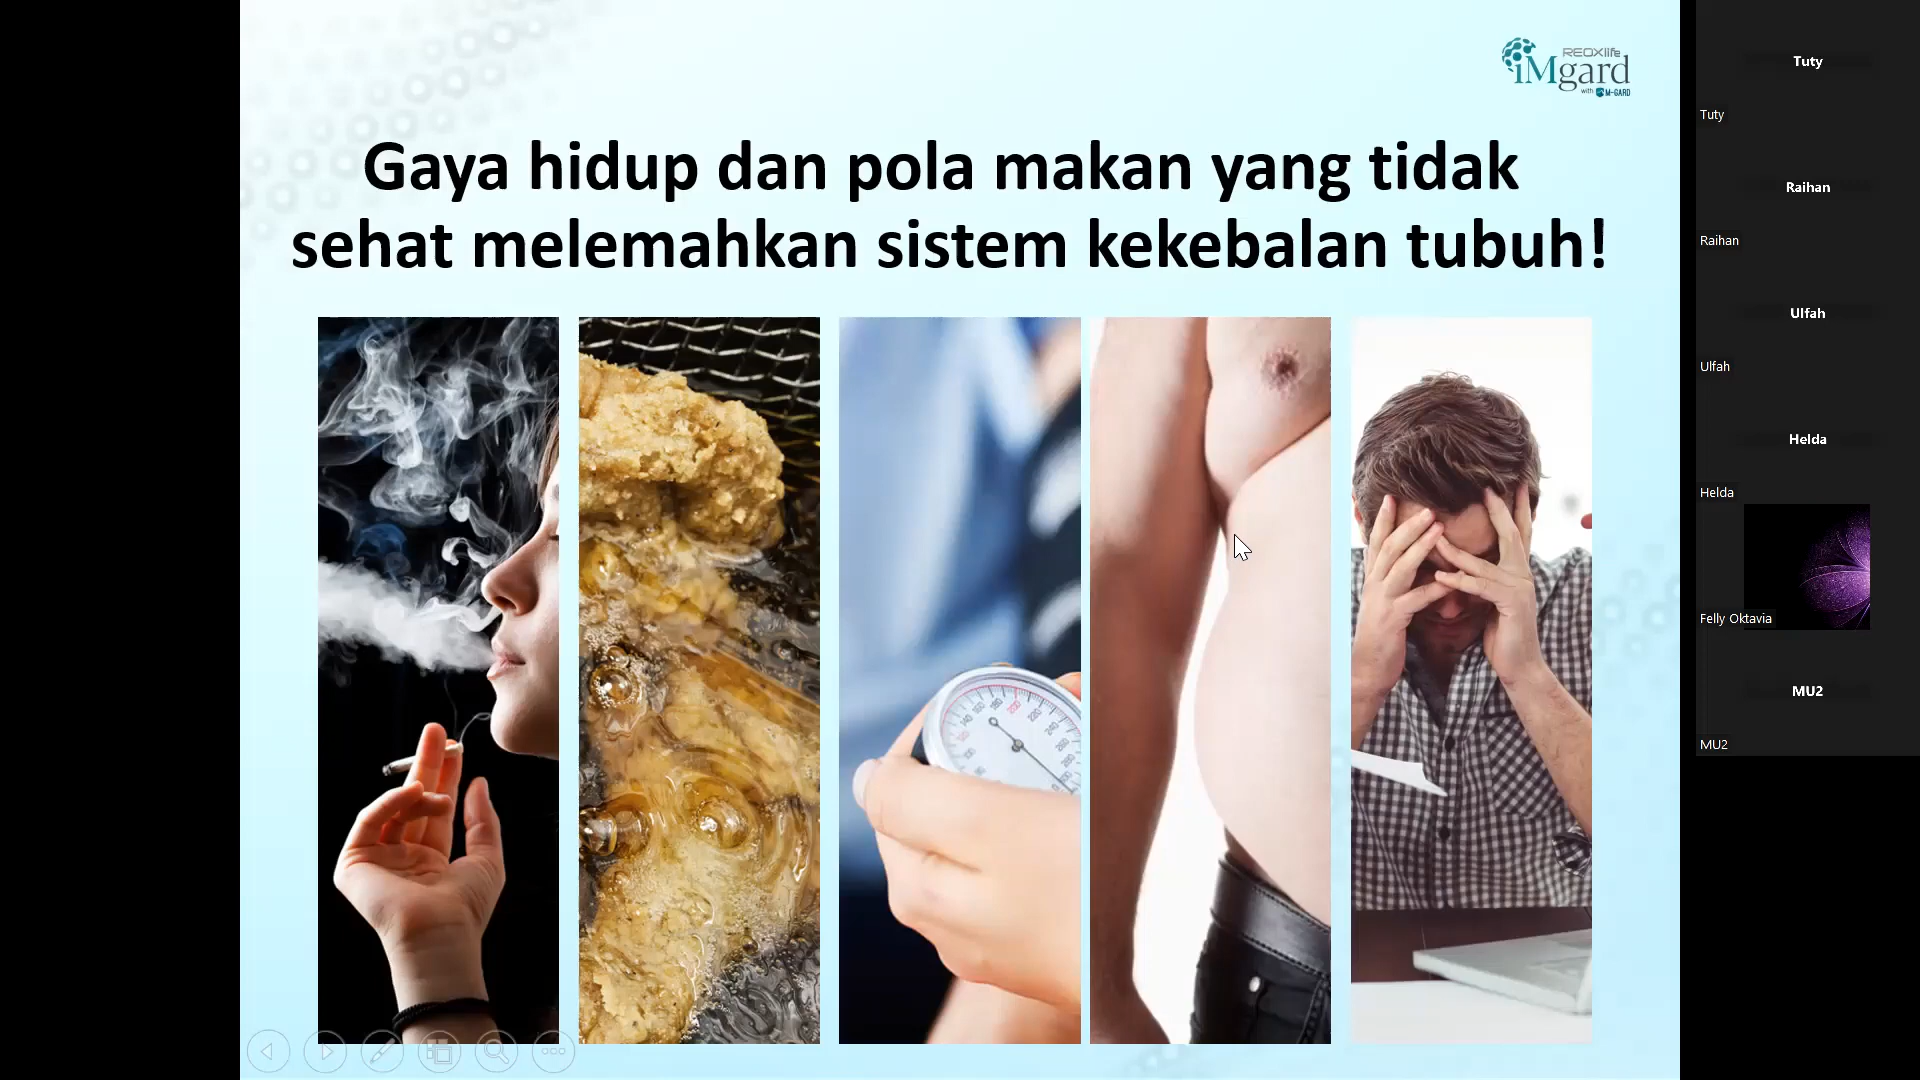 REOXlife
iMgard
with M-GARD
Gaya hidup dan pola makan yang tidak
sehat melemahkan sistem kekebalan tubuh!
Tuty
Tuty
Raihan
Raihan
Ulfah
Ulfah
Helda
Helda
Felly Oktavia
MU2
MU2